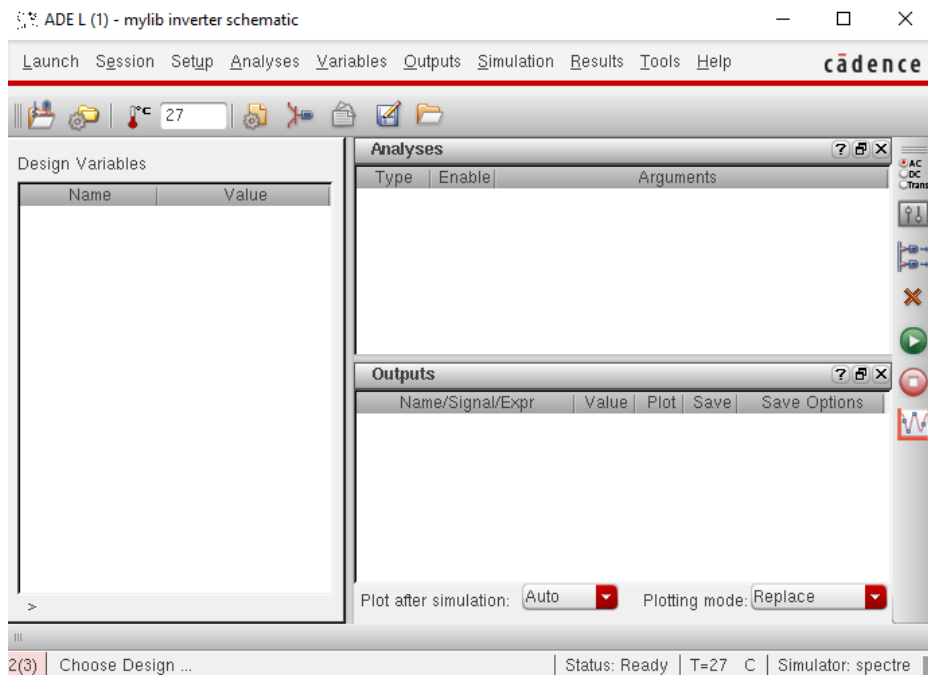 ADE L (1) - mylib inverter schematic
Launch Session Setup Analyses Variables Outputs Simulation Results Tools Help cādence
°C 27
Design Variables
Name Value
>
Analyses
Type Enable Arguments
Outputs
Name/Signal/Expr Value Plot Save Save Options
Plot after simulation: Auto Plotting mode: Replace
AC
DC
Trans
2(3) Choose Design ... Status: Ready T=27 C Simulator: spectre